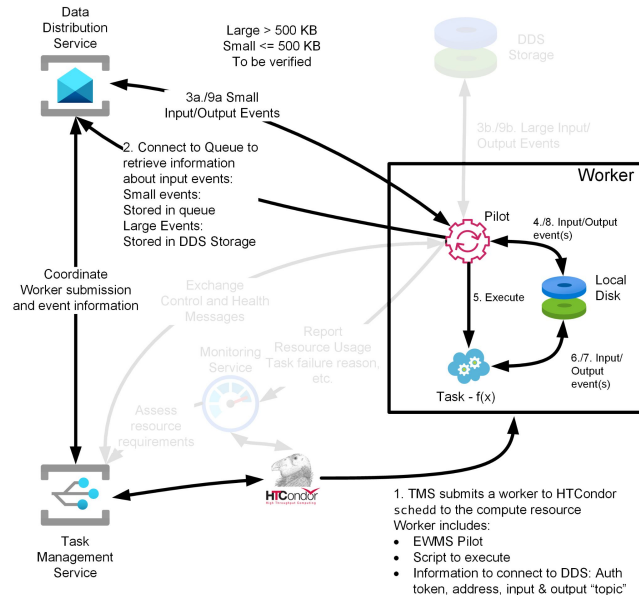 Data
Distribution
Service
Large > 500 KB
Small <= 500 KB
To be verified
DDS
Storage
3a./9a Small
Input/Output Events
3b./9b. Large Input/
Output Events
2. Connect to Queue to
retrieve information
about input events:
Small events:
Stored in queue
Large Events:
Stored in DDS Storage
Worker
Pilot
4./8. Input/Output
event(s)
Local
Disk
5. Execute
6./7. Input/
Output
event(s)
Task - f(x)
Coordinate
Worker submission
and event information
Exchange
Control and Health
Messages
Report
Resource Usage
Task failure reason,
etc.
Monitoring
Service
Assess
resource
requirements
HTCondor
High Throughput Computing
Task
Management
Service
1. TMS submits a worker to HTCondor
schedd to the compute resource
Worker includes:
• EWMS Pilot
• Script to execute
• Information to connect to DDS: Auth
token, address, input & output “topic”